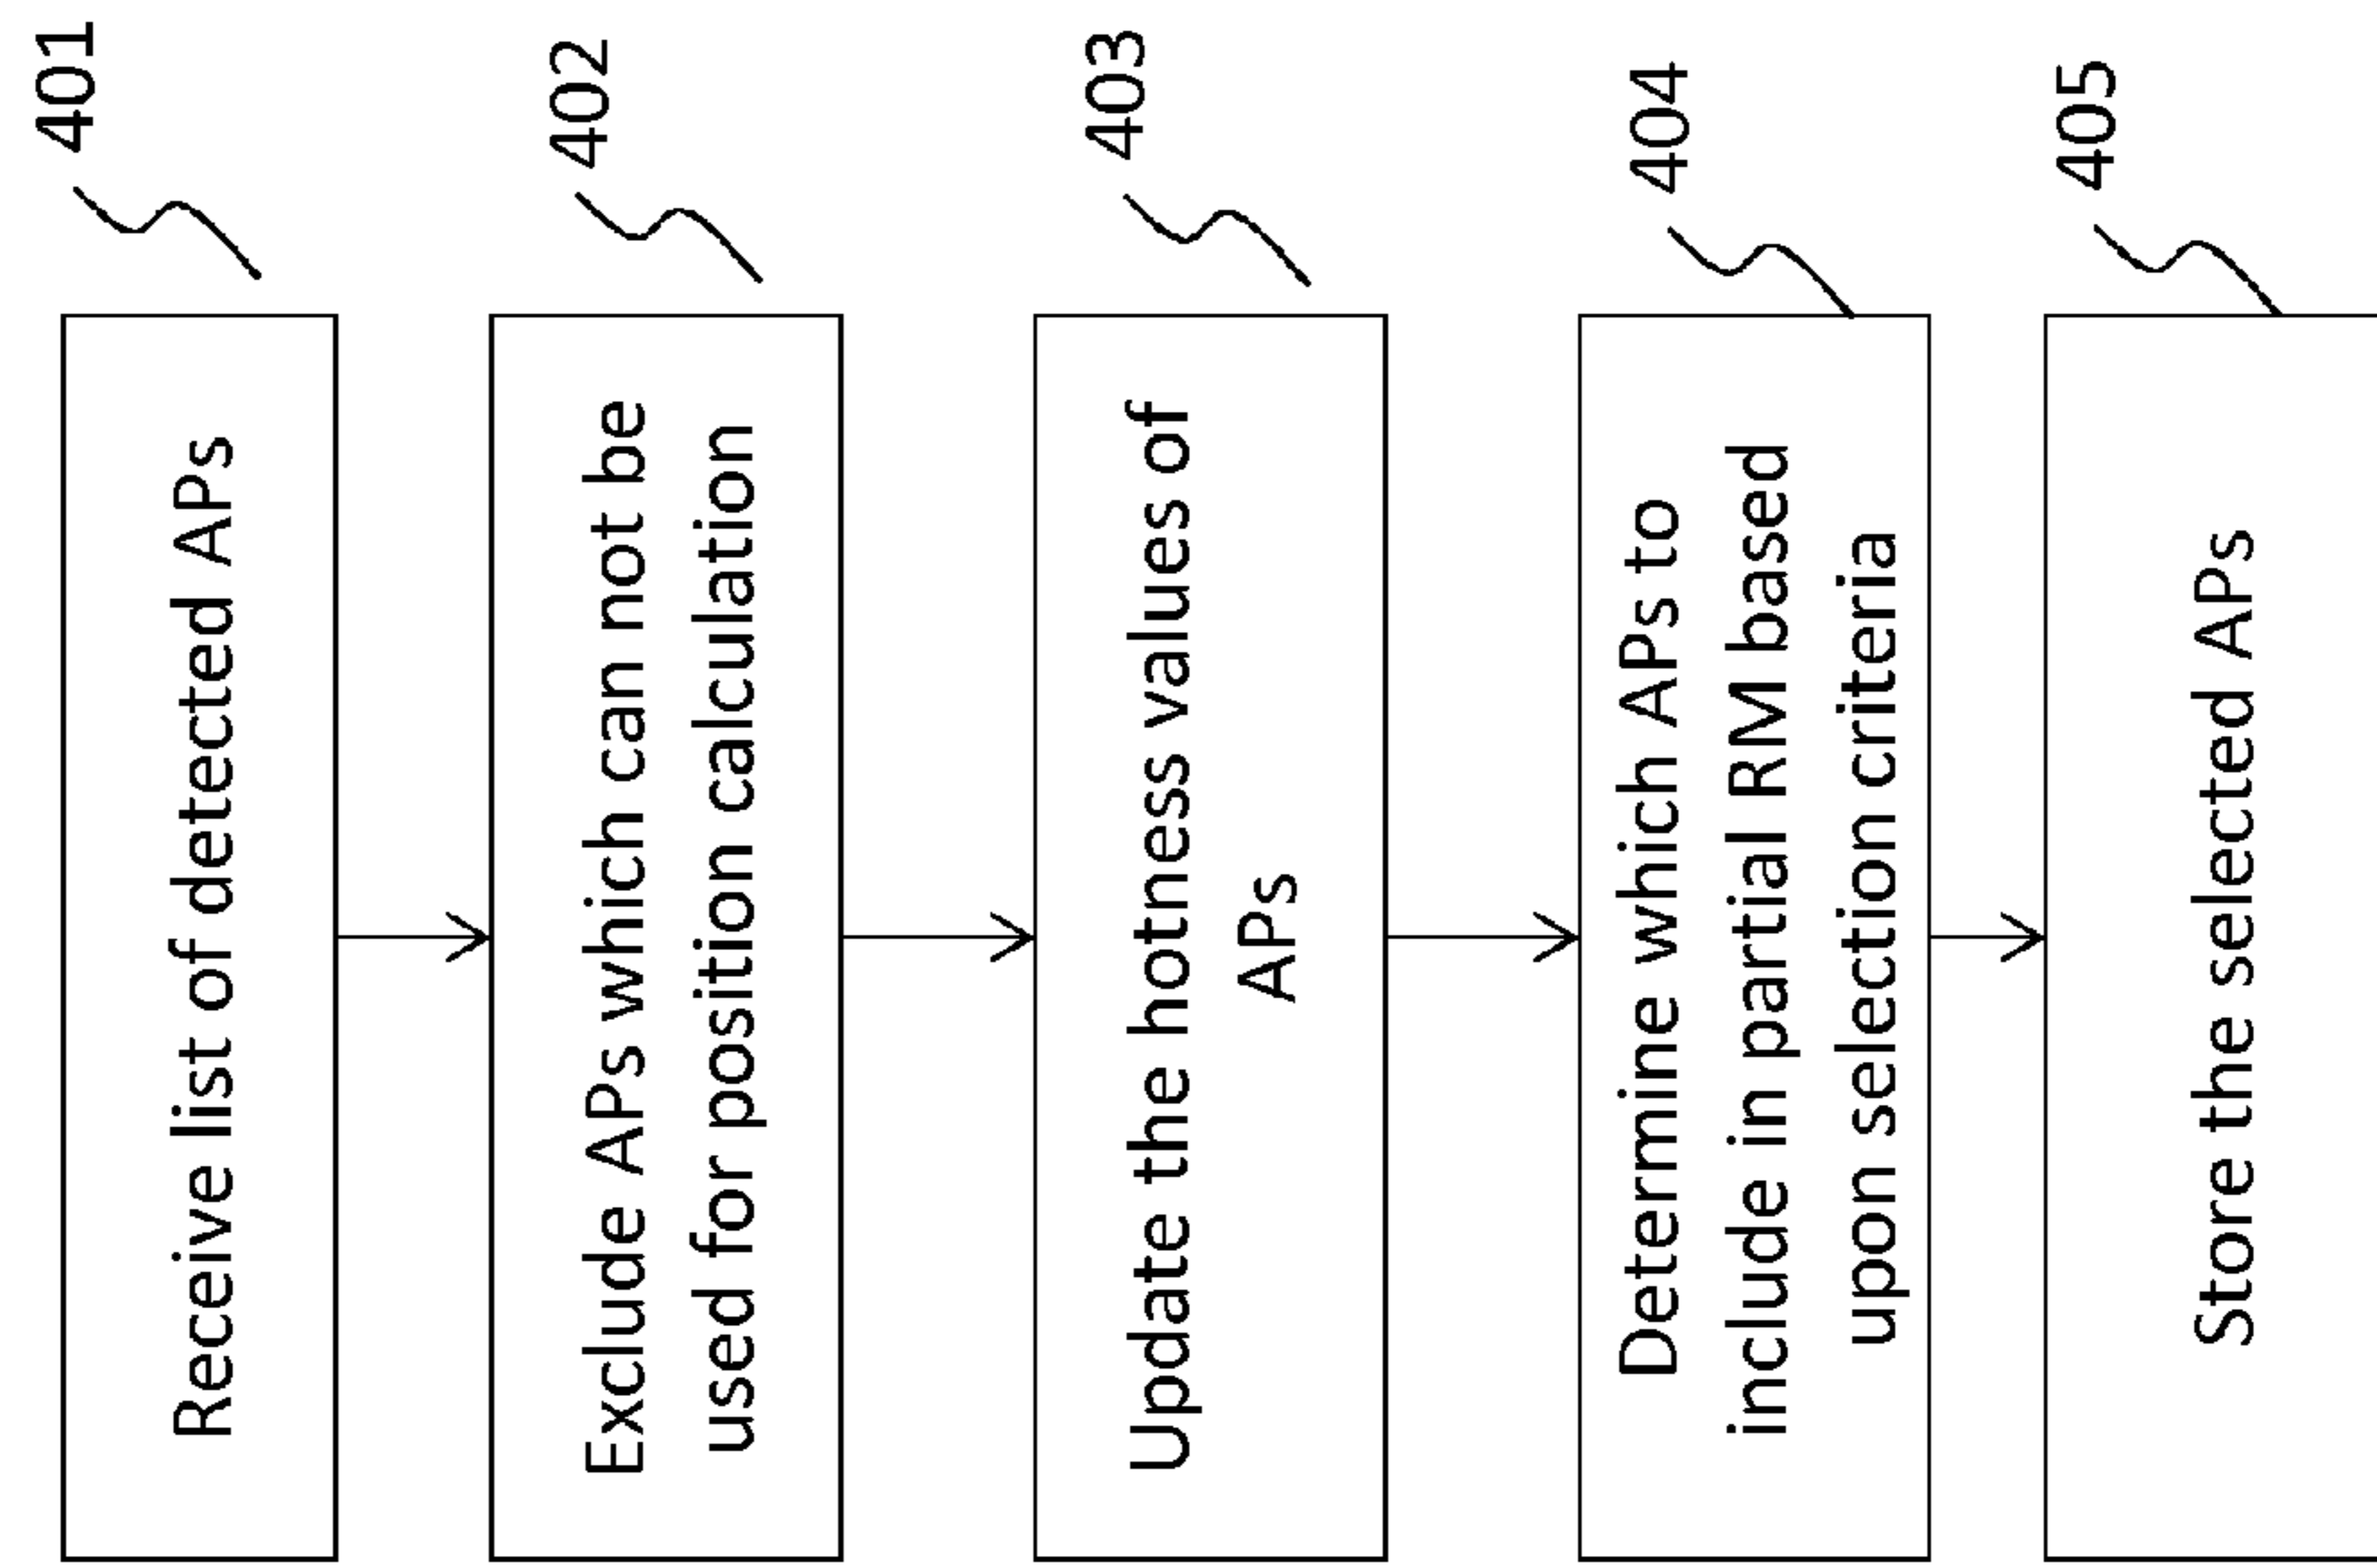 401
Receive list of detected APs
402
Exclude APs which can not be
used for position calculation
403
Update the hotness values of
APs
404
Determine which APs to
include in partial RM based
upon selection criteria
405
Store the selected APs